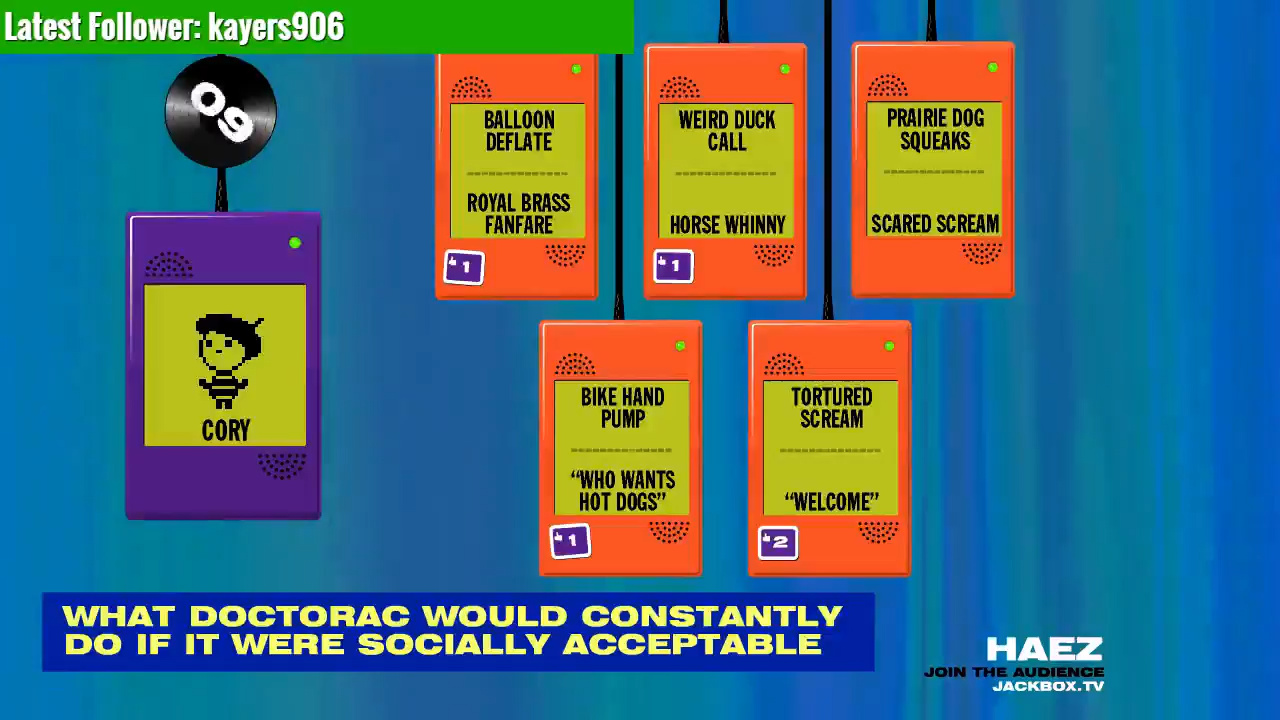 Latest Follower: kayers906
09
CORY
BALLOON
DEFLATE
ROYAL BRASS
FANFARE
1
WEIRD DUCK
CALL
HORSE WHINNY
1
PRAIRIE DOG
SQUEAKS
SCARED SCREAM
BIKE HAND
PUMP
“WHO WANTS
HOT DOGS”
1
TORTURED
SCREAM
“WELCOME”
2
WHAT DOCTORAC WOULD CONSTANTLY
DO IF IT WERE SOCIALLY ACCEPTABLE
HAEZ
JOIN THE AUDIENCE
JACKBOX.TV